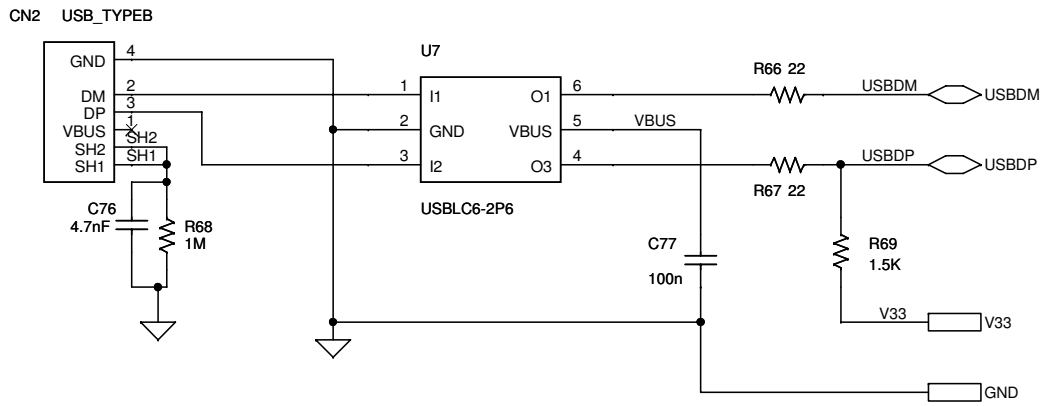 CN2 USB_TYPEB
GND 4
U7
DM 2
1 I1 O1 6
R66 22
USBDM
USBDM
DP 3
VBUS 1
2 GND VBUS 5
VBUS
SH2 SH2
SH1 SH1
3 I2 O3 4
USBDP
USBDP
R67 22
USBLC6-2P6
C76
4.7nF
R68
1M
C77
100n
R69
1.5K
V33
V33
GND